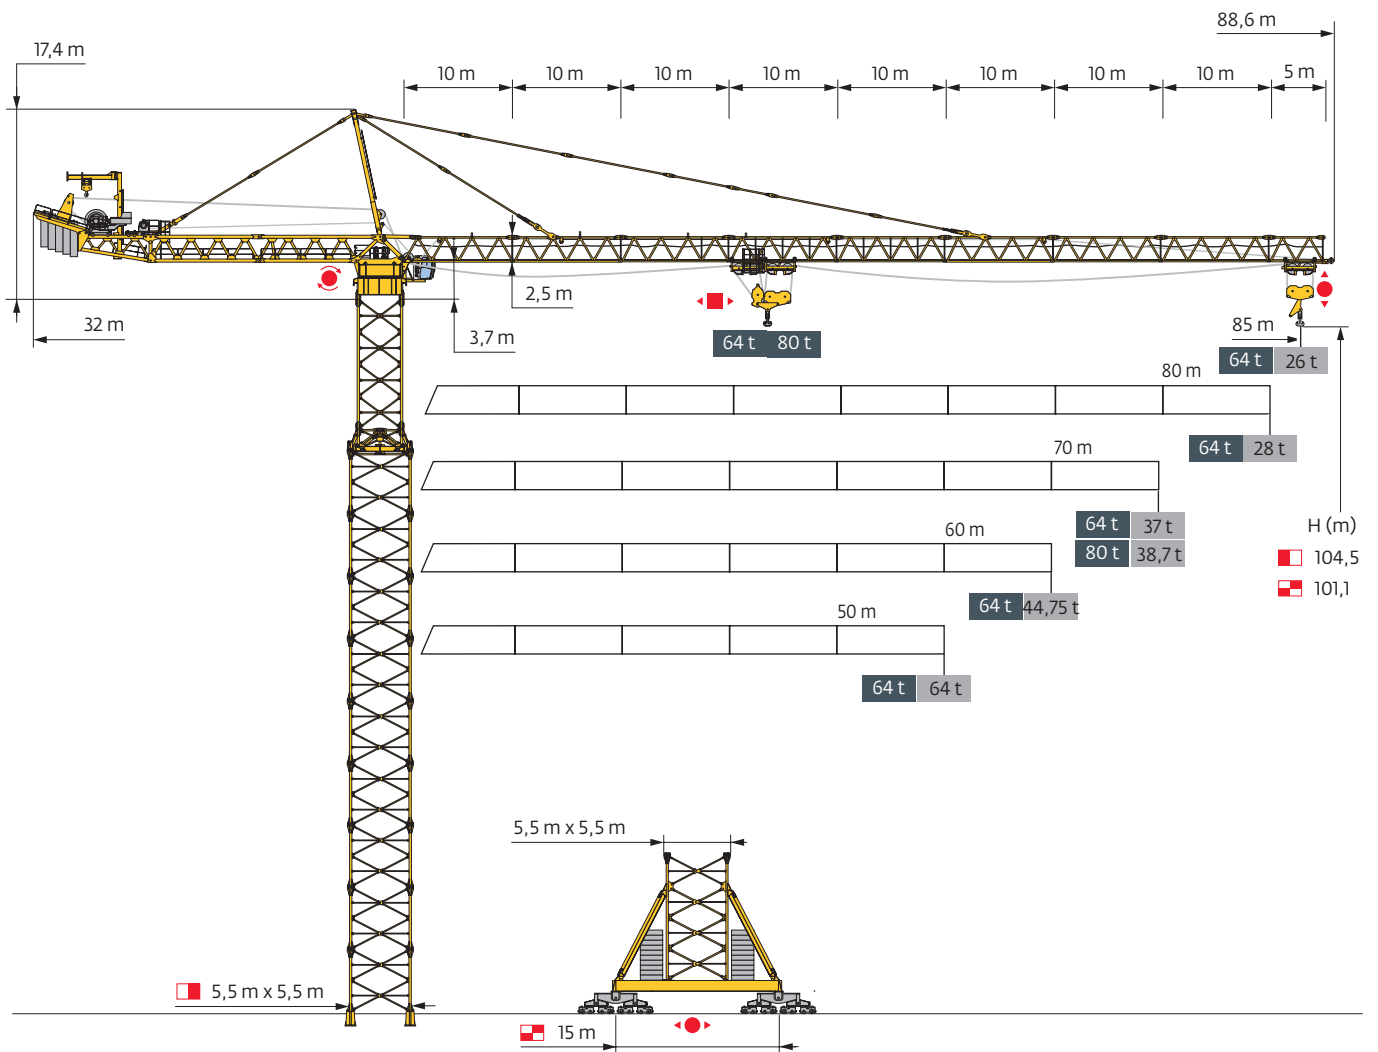 88,6 m
17,4 m
10 m 10 m 10 m 10 m 10 m 10 m 10 m 10 m 5 m
2,5 m
32 m
3,7 m
64 t 80 t
85 m
64 t 26 t
80 m
64 t 28 t
70 m
64 t 37 t
80 t 38,7 t
H (m)
104,5
101,1
60 m
64 t 44,75 t
50 m
64 t 64 t
5,5 m x 5,5 m
5,5 m x 5,5 m
15 m